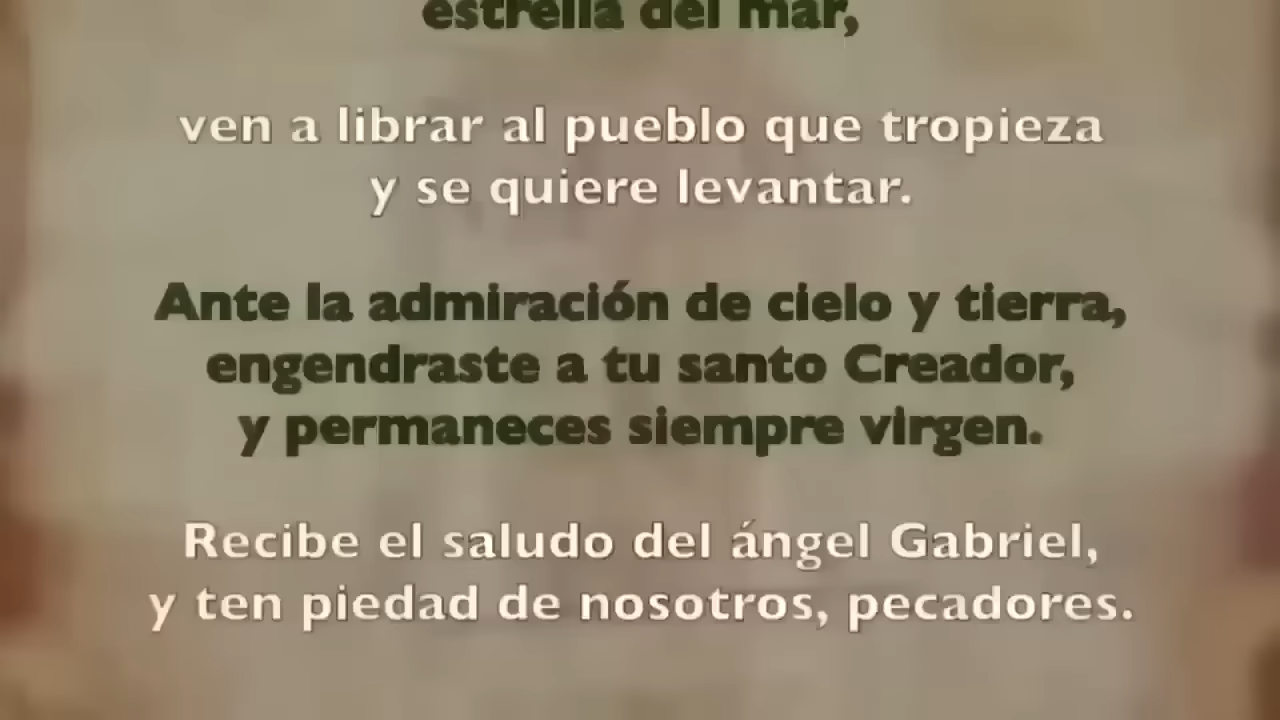 estrella del mar,
ven a librar al pueblo que tropieza
y se quiere levantar.
Ante la admiración de cielo y tierra,
engendraste a tu santo Creador,
y permaneces siempre virgen.
Recibe el saludo del ángel Gabriel,
y ten piedad de nosotros, pecadores.